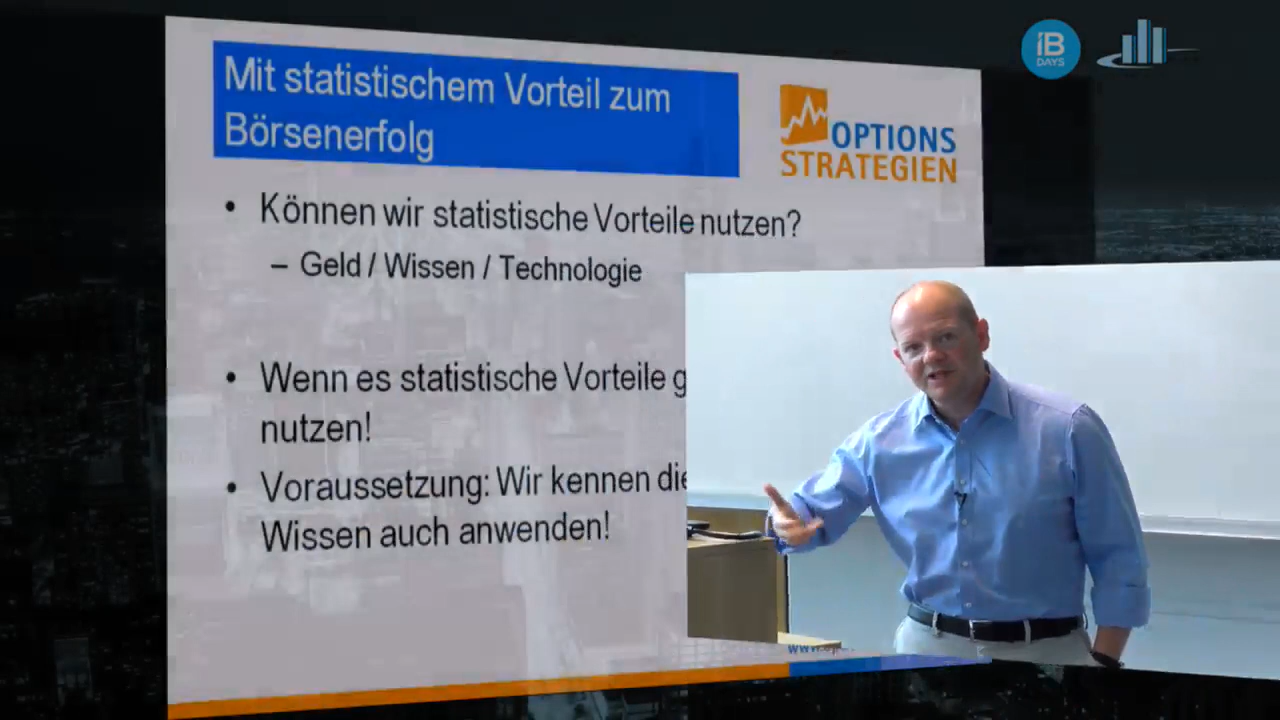 iB
DAYS
Mit statistischem Vorteil zum
Börsenerfolg
OPTIONS
STRATEGIEN
• Können wir statistische Vorteile nutzen?
– Geld / Wissen / Technologie
• Wenn es statistische Vorteile g
nutzen!
• Voraussetzung: Wir kennen die
Wissen auch anwenden!